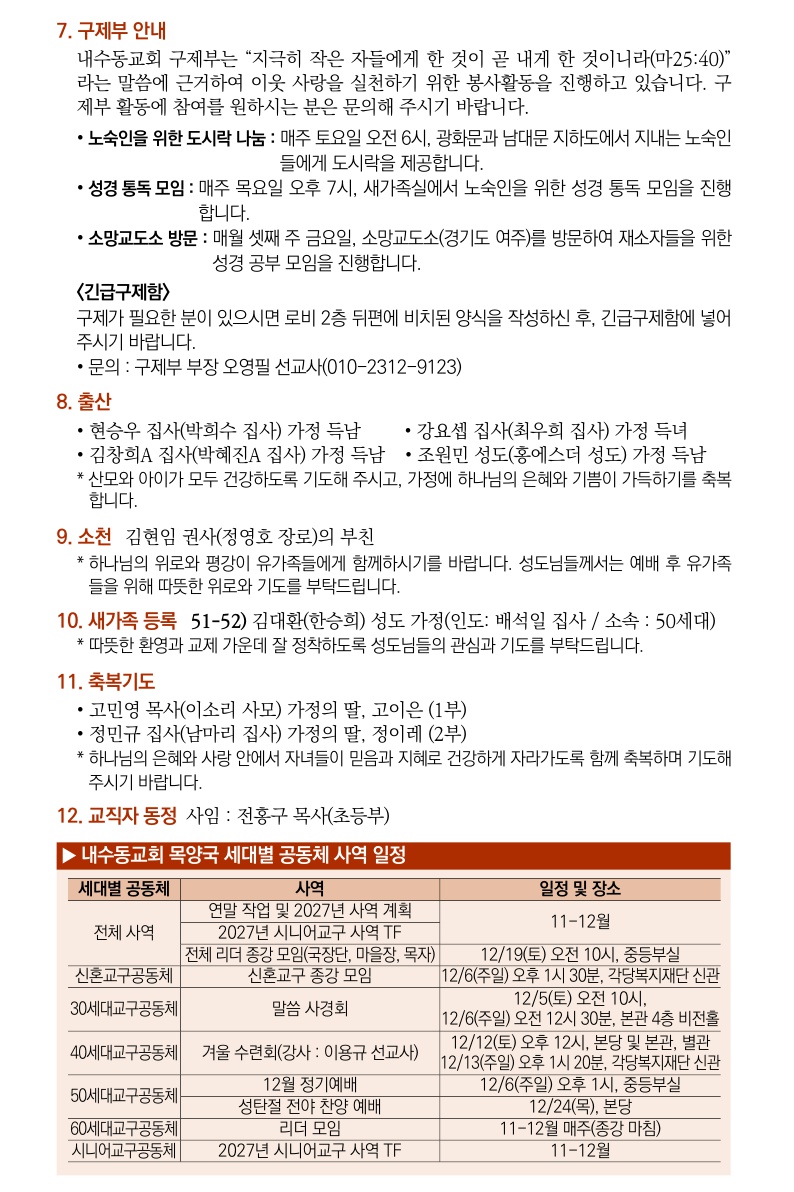 7. 구제부 안내
내수동교회 구제부는 “지극히 작은 자들에게 한 것이 곧 내게 한 것이니라(마25:40)”
라는 말씀에 근거하여 이웃 사랑을 실천하기 위한 봉사활동을 진행하고 있습니다. 구
제부 활동에 참여를 원하시는 분은 문의해 주시기 바랍니다.
• 노숙인을 위한 도시락 나눔 : 매주 토요일 오전 6시, 광화문과 남대문 지하도에서 지내는 노숙인
들에게 도시락을 제공합니다.
• 성경 통독 모임 : 매주 목요일 오후 7시, 새가족실에서 노숙인을 위한 성경 통독 모임을 진행
합니다.
• 소망교도소 방문 : 매월 셋째 주 금요일, 소망교도소(경기도 여주)를 방문하여 재소자들을 위한
성경 공부 모임을 진행합니다.
〈긴급구제함〉
구제가 필요한 분이 있으시면 로비 2층 뒤편에 비치된 양식을 작성하신 후, 긴급구제함에 넣어
주시기 바랍니다.
• 문의 : 구제부 부장 오영필 선교사(010-2312-9123)
8. 출산
• 현승우 집사(박희수 집사) 가정 득남 • 강요셉 집사(최우희 집사) 가정 득녀
• 김창희A 집사(박혜진A 집사) 가정 득남 • 조원민 성도(홍에스더 성도) 가정 득남
* 산모와 아이가 모두 건강하도록 기도해 주시고, 가정에 하나님의 은혜와 기쁨이 가득하기를 축복
합니다.
9. 소천 김현임 권사(정영호 장로)의 부친
* 하나님의 위로와 평강이 유가족들에게 함께하시기를 바랍니다. 성도님들께서는 예배 후 유가족
들을 위해 따뜻한 위로와 기도를 부탁드립니다.
10. 새가족 등록 51-52) 김대환(한승희) 성도 가정(인도: 배석일 집사 / 소속 : 50세대)
* 따뜻한 환영과 교제 가운데 잘 정착하도록 성도님들의 관심과 기도를 부탁드립니다.
11. 축복기도
• 고민영 목사(이소리 사모) 가정의 딸, 고이은 (1부)
• 정민규 집사(남마리 집사) 가정의 딸, 정이레 (2부)
* 하나님의 은혜와 사랑 안에서 자녀들이 믿음과 지혜로 건강하게 자라가도록 함께 축복하며 기도해
주시기 바랍니다.
12. 교직자 동정 사임 : 전홍구 목사(초등부)
▶ 내수동교회 목양국 세대별 공동체 사역 일정
세대별 공동체 사역 일정 및 장소
전체 사역 연말 작업 및 2027년 사역 계획 11-12월
2027년 시니어교구 사역 TF
전체 리더 종강 모임(국장단, 마을장, 목자) 12/19(토) 오전 10시, 중등부실
신혼교구공동체 신혼교구 종강 모임 12/6(주일) 오후 1시 30분, 각당복지재단 신관
30세대교구공동체 말씀 사경회 12/5(토) 오전 10시,
12/6(주일) 오전 12시 30분, 본관 4층 비전홀
40세대교구공동체 겨울 수련회(강사 : 이용규 선교사) 12/12(토) 오후 12시, 본당 및 본관, 별관
12/13(주일) 오후 1시 20분, 각당복지재단 신관
50세대교구공동체 12월 정기예배 12/6(주일) 오후 1시, 중등부실
성탄절 전야 찬양 예배 12/24(목), 본당
60세대교구공동체 리더 모임 11-12월 매주(종강 마침)
시니어교구공동체 2027년 시니어교구 사역 TF 11-12월